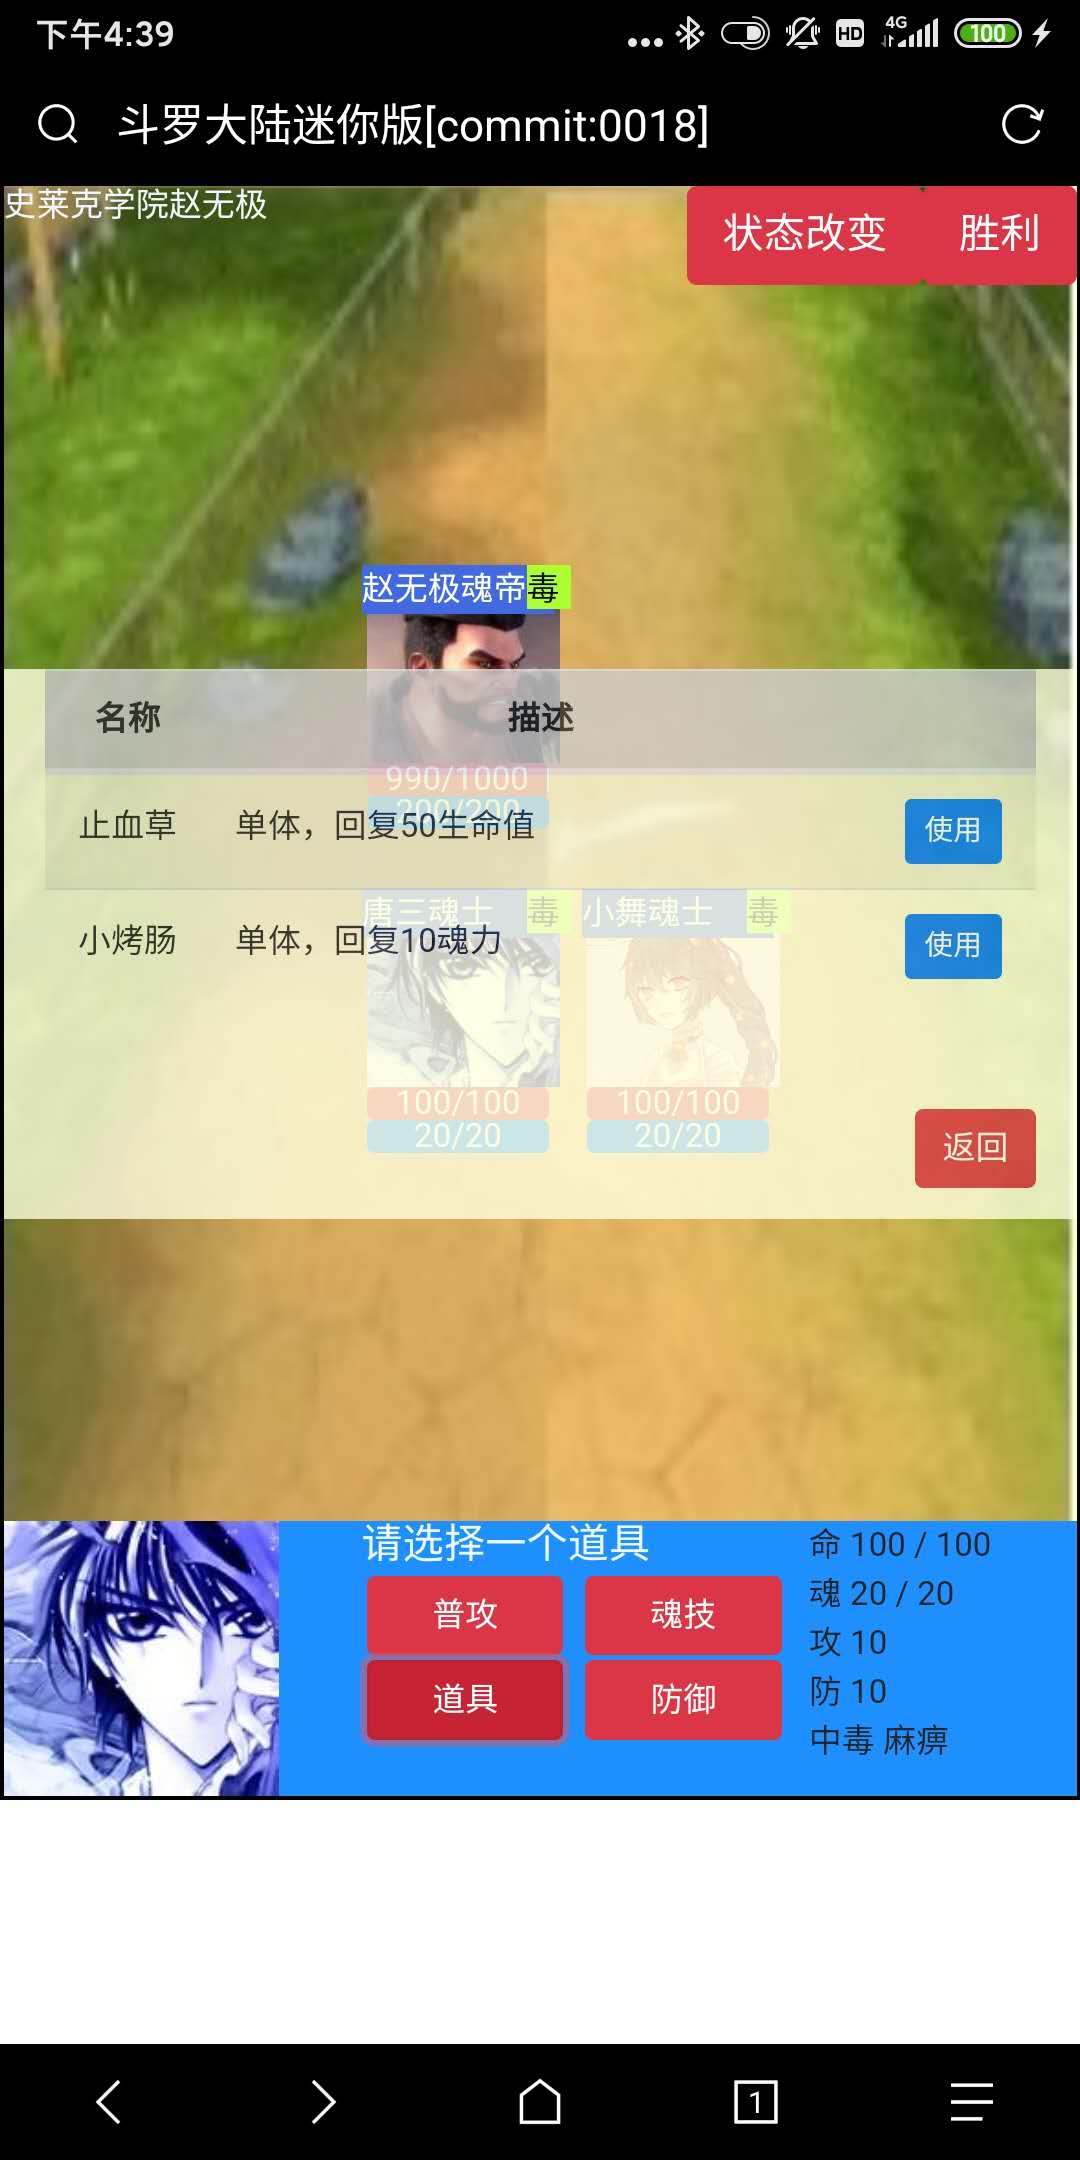 下午4:39
4G
HD
100
斗罗大陆迷你版[commit:0018]
史莱克学院赵无极
状态改变
胜利
赵无极魂帝毒
名称 描述
990/1000
200/200
止血草 单体，回复50生命值 使用
唐三魂士 毒 小舞魂士 毒
小烤肠 单体，回复10魂力 使用
100/100 100/100
20/20 20/20
返回
请选择一个道具
普攻 魂技
道具 防御
命 100 / 100
魂 20 / 20
攻 10
防 10
中毒 麻痹
1